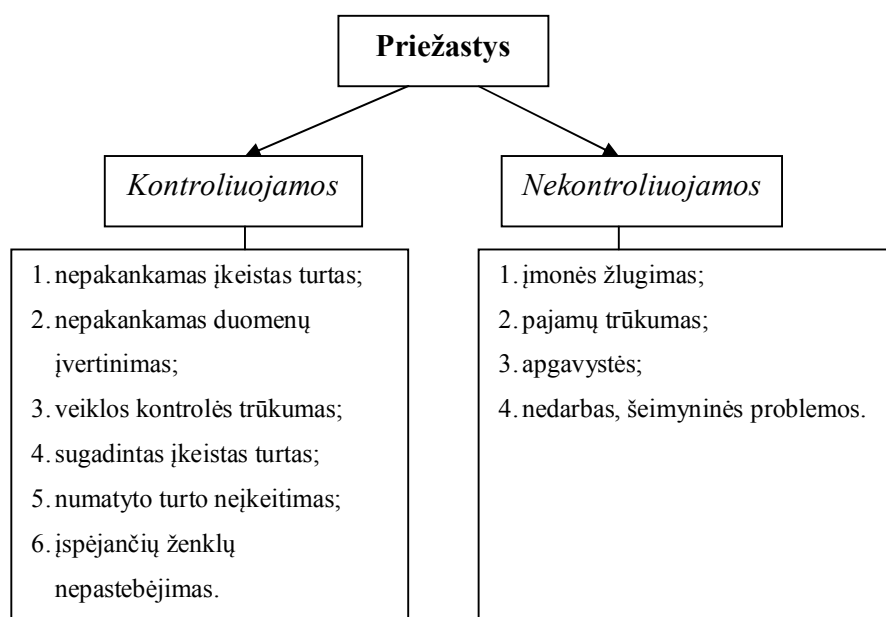 Priežastys
Kontroliuojamos
Nekontroliuojamos
1. nepakankamas įkeistas turtas;
2. nepakankamas duomenų
įvertinimas;
3. veiklos kontrolės trūkumas;
4. sugadintas įkeistas turtas;
5. numatyto turto neįkeitimas;
6. įspėjančių ženklų
nepastebėjimas.
1. įmonės žlugimas;
2. pajamų trūkumas;
3. apgavystės;
4. nedarbas, šeimyninės problemos.